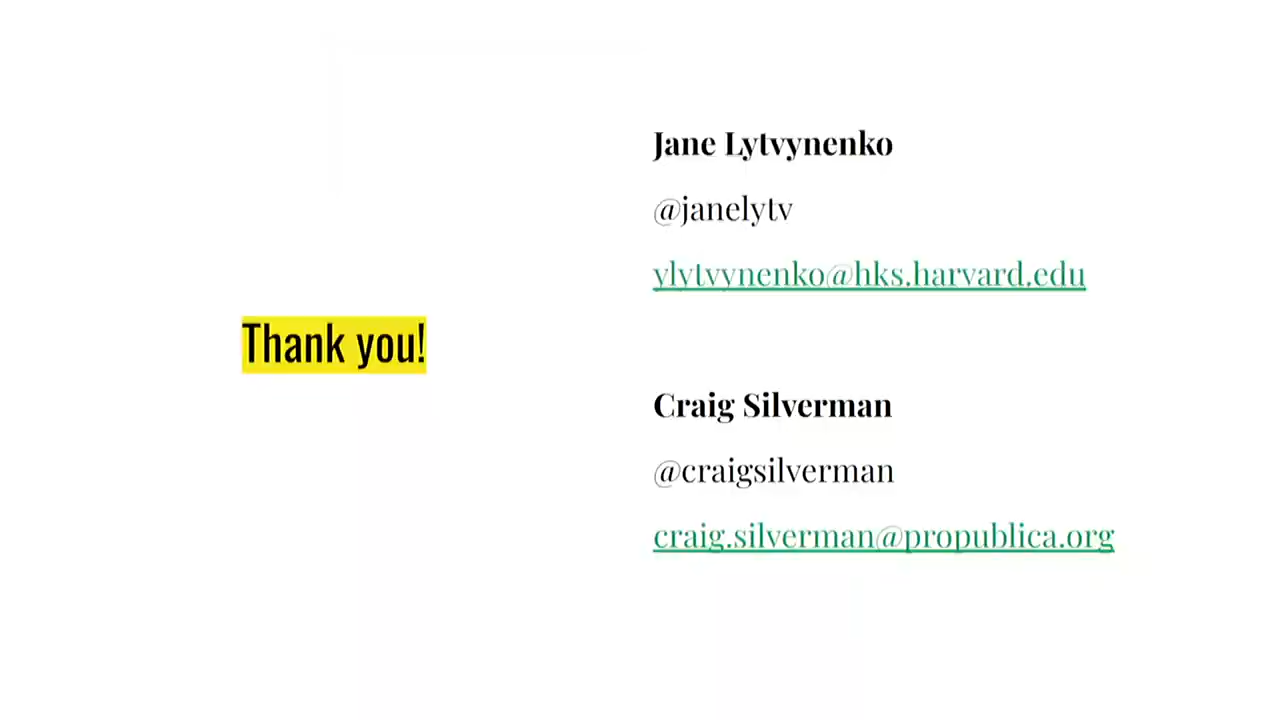 Thank you!
Jane Lytvynenko
@janelytv
ylytvynenko@hks.harvard.edu
Craig Silverman
@craigsilverman
craig.silverman@propublica.org